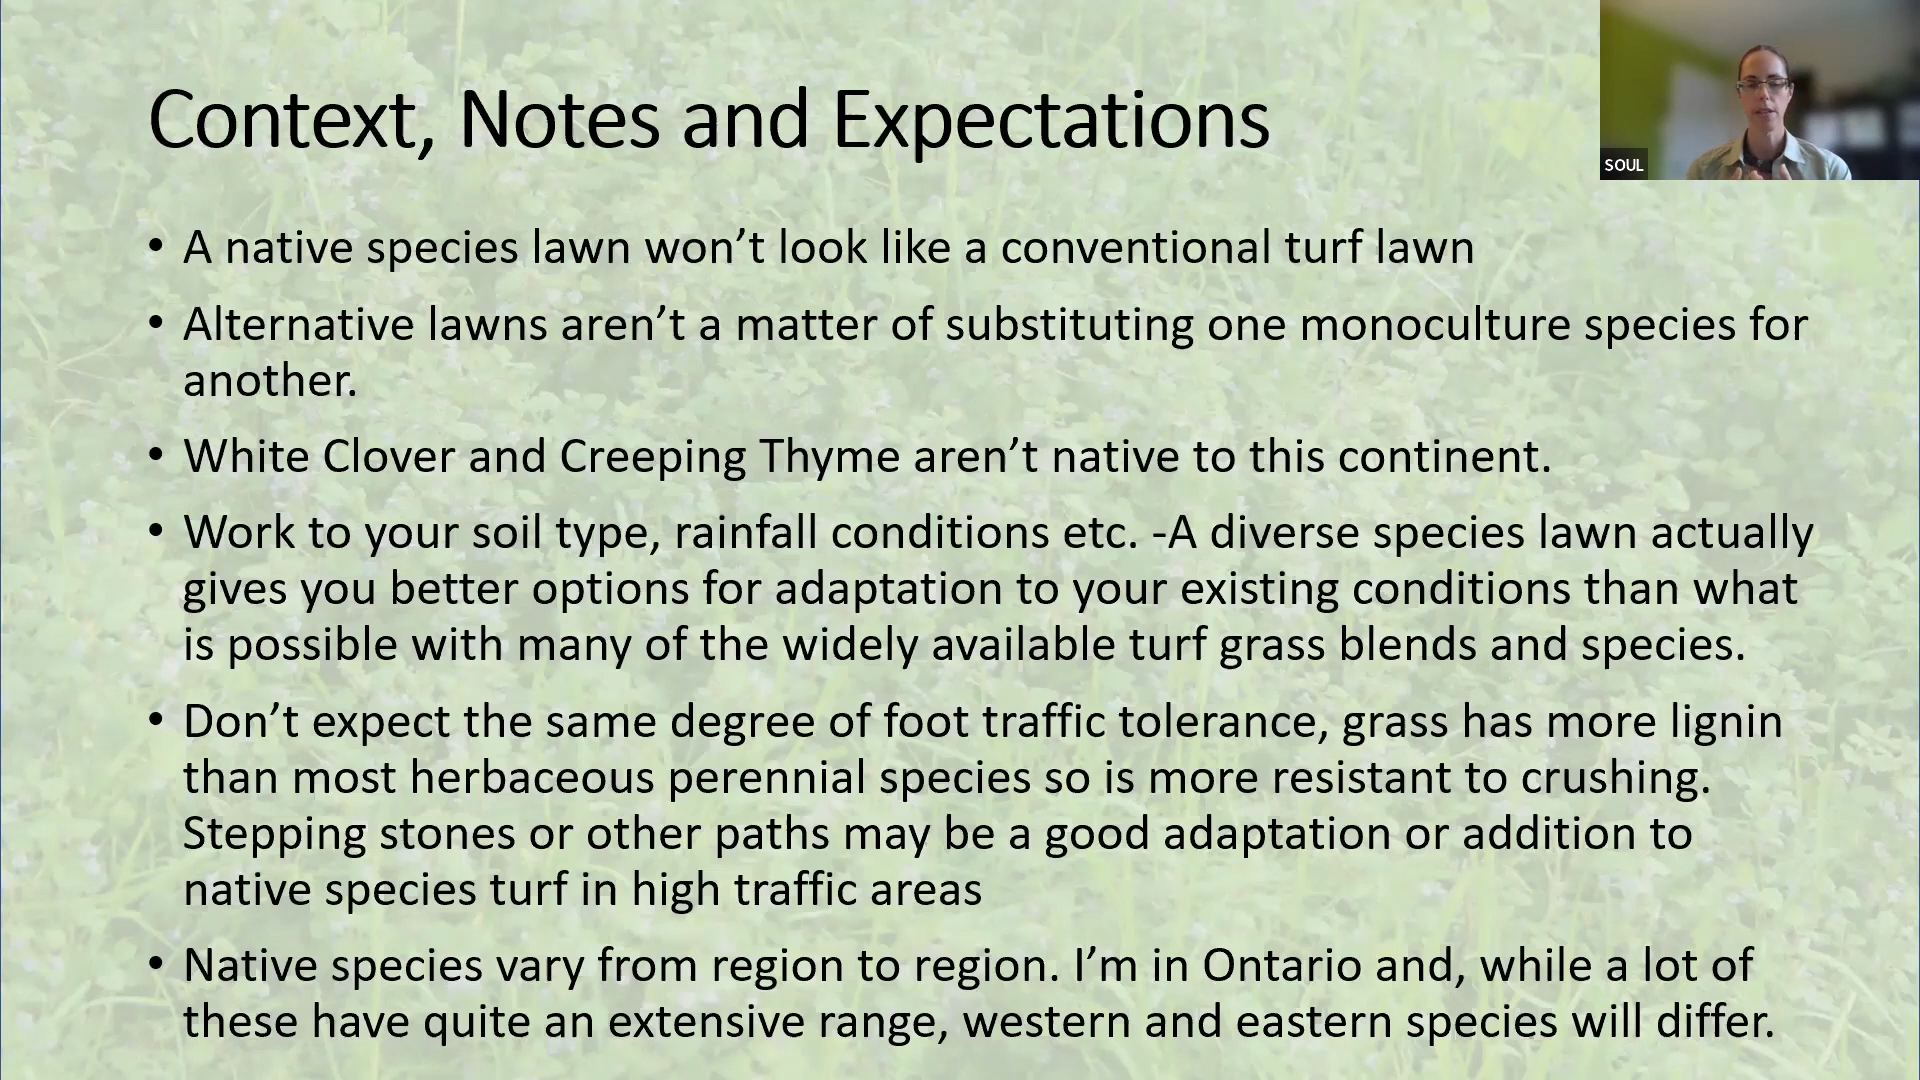 Context, Notes and Expectations
SOUL
• A native species lawn won’t look like a conventional turf lawn
• Alternative lawns aren’t a matter of substituting one monoculture species for
another.
• White Clover and Creeping Thyme aren’t native to this continent.
• Work to your soil type, rainfall conditions etc. -A diverse species lawn actually
gives you better options for adaptation to your existing conditions than what
is possible with many of the widely available turf grass blends and species.
• Don’t expect the same degree of foot traffic tolerance, grass has more lignin
than most herbaceous perennial species so is more resistant to crushing.
Stepping stones or other paths may be a good adaptation or addition to
native species turf in high traffic areas
• Native species vary from region to region. I’m in Ontario and, while a lot of
these have quite an extensive range, western and eastern species will differ.